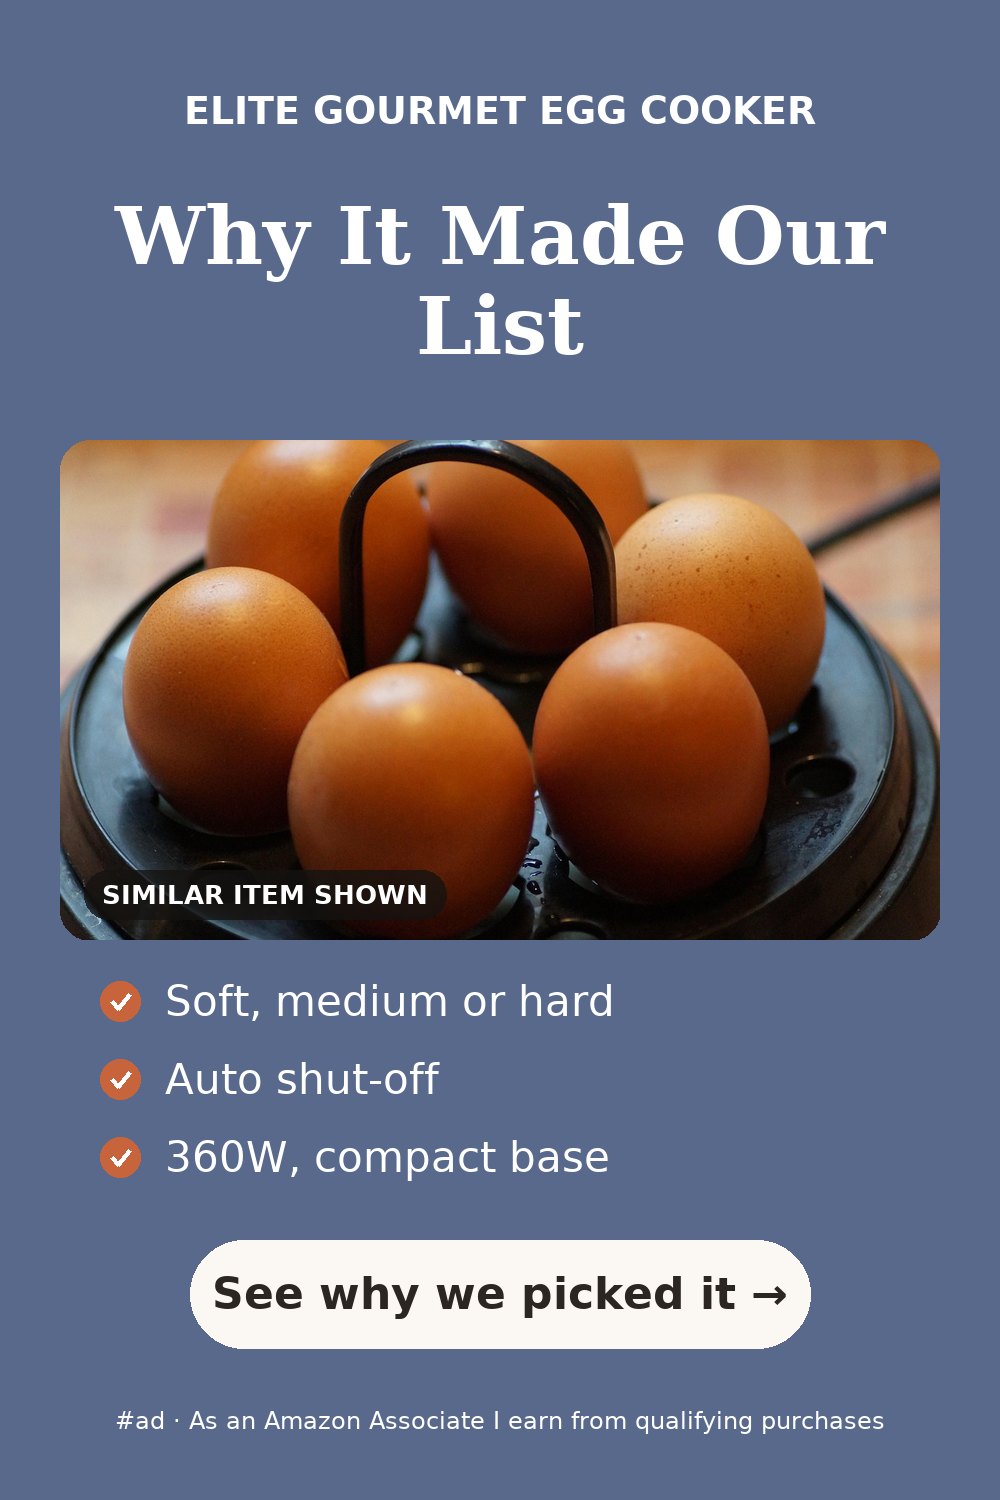 ELITE GOURMET EGG COOKER
Why It Made Our
List
SIMILAR ITEM SHOWN
Soft, medium or hard
Auto shut-off
360W, compact base
See why we picked it →
#ad · As an Amazon Associate I earn from qualifying purchases